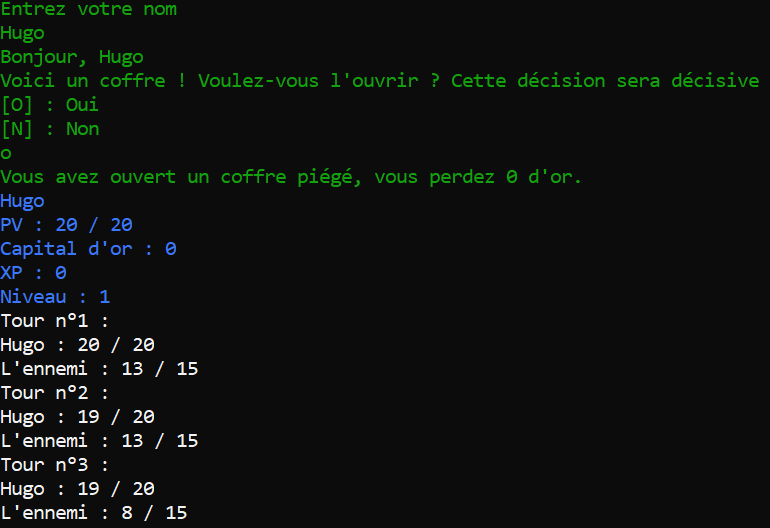 Entrez votre nom
Hugo
Bonjour, Hugo
Voici un coffre ! Voulez-vous l'ouvrir ? Cette décision sera décisive
[O] : Oui
[N] : Non
o
Vous avez ouvert un coffre piégé, vous perdez 0 d'or.
Hugo
PV : 20 / 20
Capital d'or : 0
XP : 0
Niveau : 1
Tour n°1 :
Hugo : 20 / 20
L'ennemi : 13 / 15
Tour n°2 :
Hugo : 19 / 20
L'ennemi : 13 / 15
Tour n°3 :
Hugo : 19 / 20
L'ennemi : 8 / 15